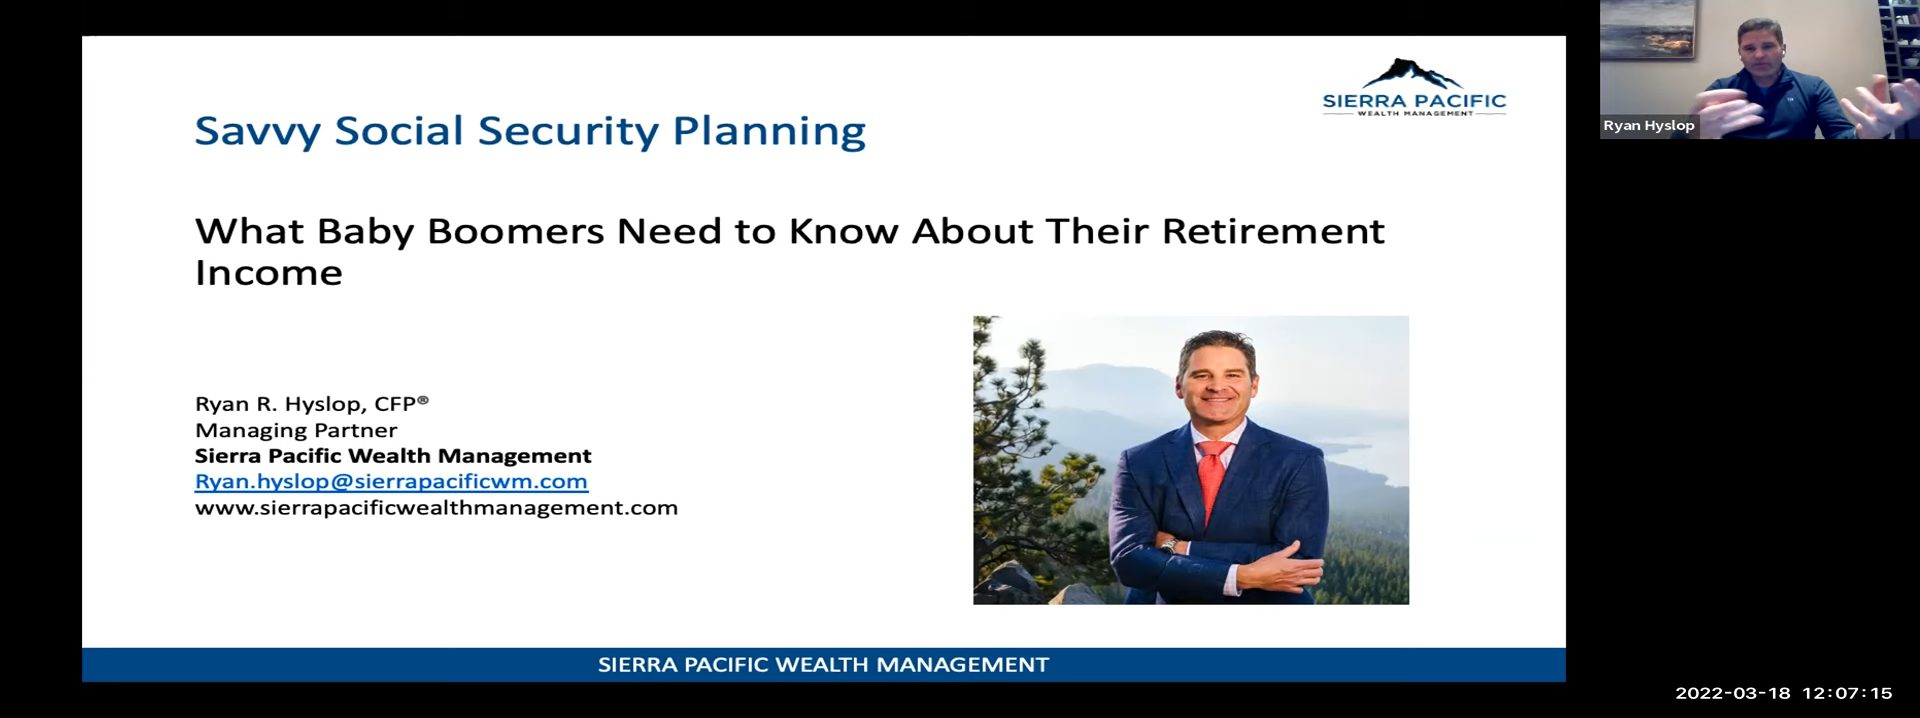 Savvy Social Security Planning
SIERRA PACIFIC
WEALTH MANAGEMENT
What Baby Boomers Need to Know About Their Retirement
Income
Ryan R. Hyslop, CFP®
Managing Partner
Sierra Pacific Wealth Management
Ryan.hyslop@sierrapacificwm.com
www.sierrapacificwealthmanagement.com
SIERRA PACIFIC WEALTH MANAGEMENT
Ryan Hyslop
2022-03-18 12:07:15